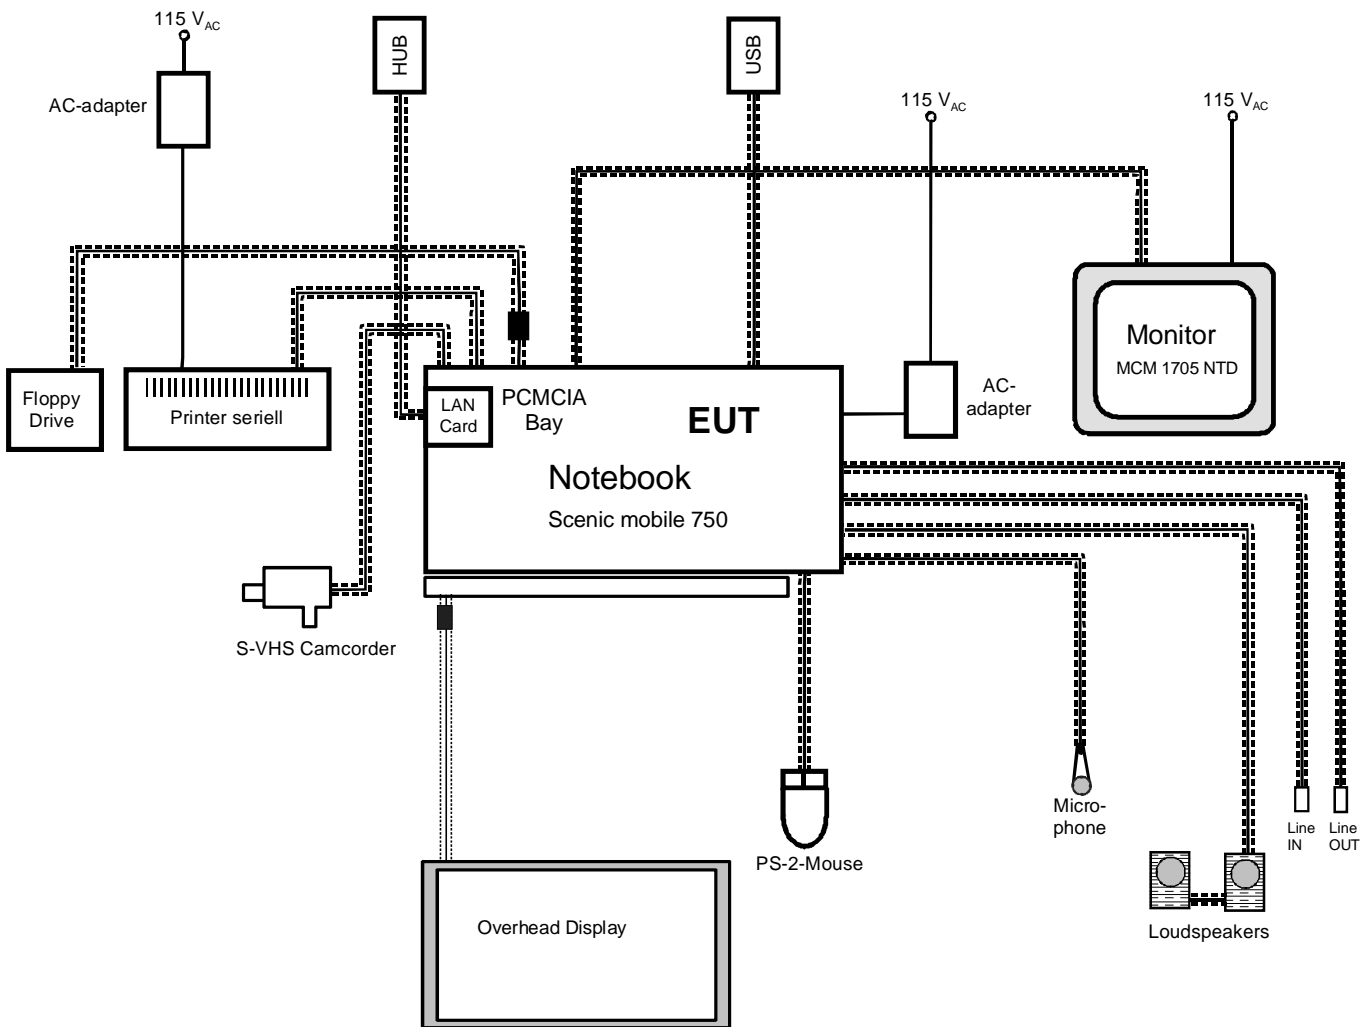 115 VAC
AC-adapter
HUB
USB
115 VAC
115 VAC
Monitor
MCM 1705 NTD
Floppy
Drive
Printer seriell
LAN
Card
PCMCIA
Bay
EUT
AC-
adapter
Notebook
Scenic mobile 750
S-VHS Camcorder
Micro-
phone
Line
IN
Line
OUT
PS-2-Mouse
Overhead Display
Loudspeakers